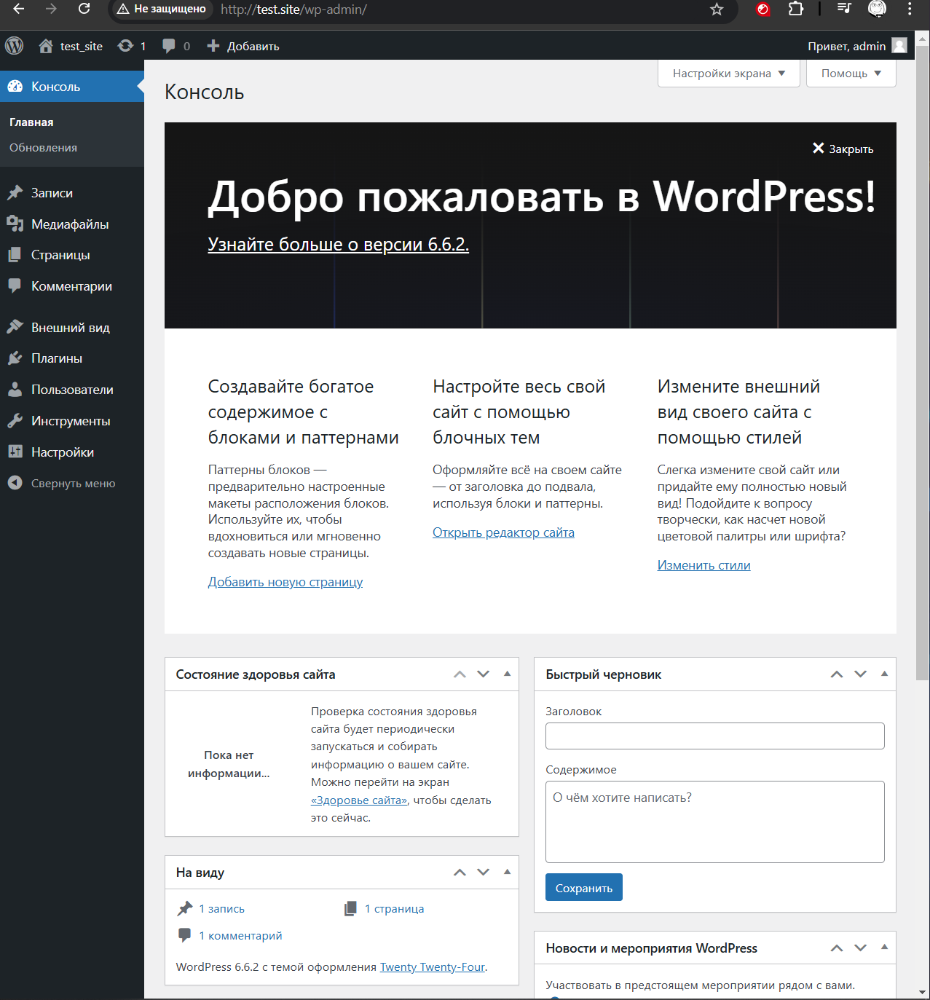 Не защищено
http://test.site/wp-admin/
test_site
1
0
Добавить
Привет, admin
Консоль
Главная
Обновления
Записи
Медиафайлы
Страницы
Комментарии
Внешний вид
Плагины
Пользователи
Инструменты
Настройки
Свернуть меню
Настройки экрана
Помощь
Консоль
Закрыть
Добро пожаловать в WordPress!
Узнайте больше о версии 6.6.2.
Создавайте богатое
содержимое с
блоками и паттернами
Паттерны блоков —
предварительно настроенные
макеты расположения блоков.
Используйте их, чтобы
вдохновиться или мгновенно
создавать новые страницы.
Добавить новую страницу
Настройте весь свой
сайт с помощью
блочных тем
Оформляйте всё на своем сайте
— от заголовка до подвала,
используя блоки и паттерны.
Открыть редактор сайта
Измените внешний
вид своего сайта с
помощью стилей
Слегка измените свой сайт или
придайте ему полностью новый
вид! Подойдите к вопросу
творчески, как насчет новой
цветовой палитры или шрифта?
Изменить стили
Состояние здоровья сайта
Пока нет
информации...
Проверка состояния здоровья
сайта будет периодически
запускаться и собирать
информацию о вашем сайте.
Можно перейти на экран
«Здоровье сайта», чтобы сделать
это сейчас.
На виду
1 запись
1 страница
1 комментарий
WordPress 6.6.2 с темой оформления Twenty Twenty-Four.
Быстрый черновик
Заголовок
Содержимое
О чём хотите написать?
Сохранить
Новости и мероприятия WordPress
Участвовать в предстоящем мероприятии рядом с вами.